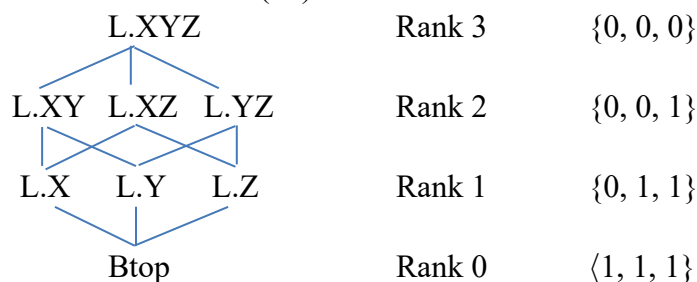 L.XYZ Rank 3 {0, 0, 0}
L.XY L.XZ L.YZ Rank 2 {0, 0, 1}
L.X L.Y L.Z Rank 1 {0, 1, 1}
Btop Rank 0 ⟨1, 1, 1}